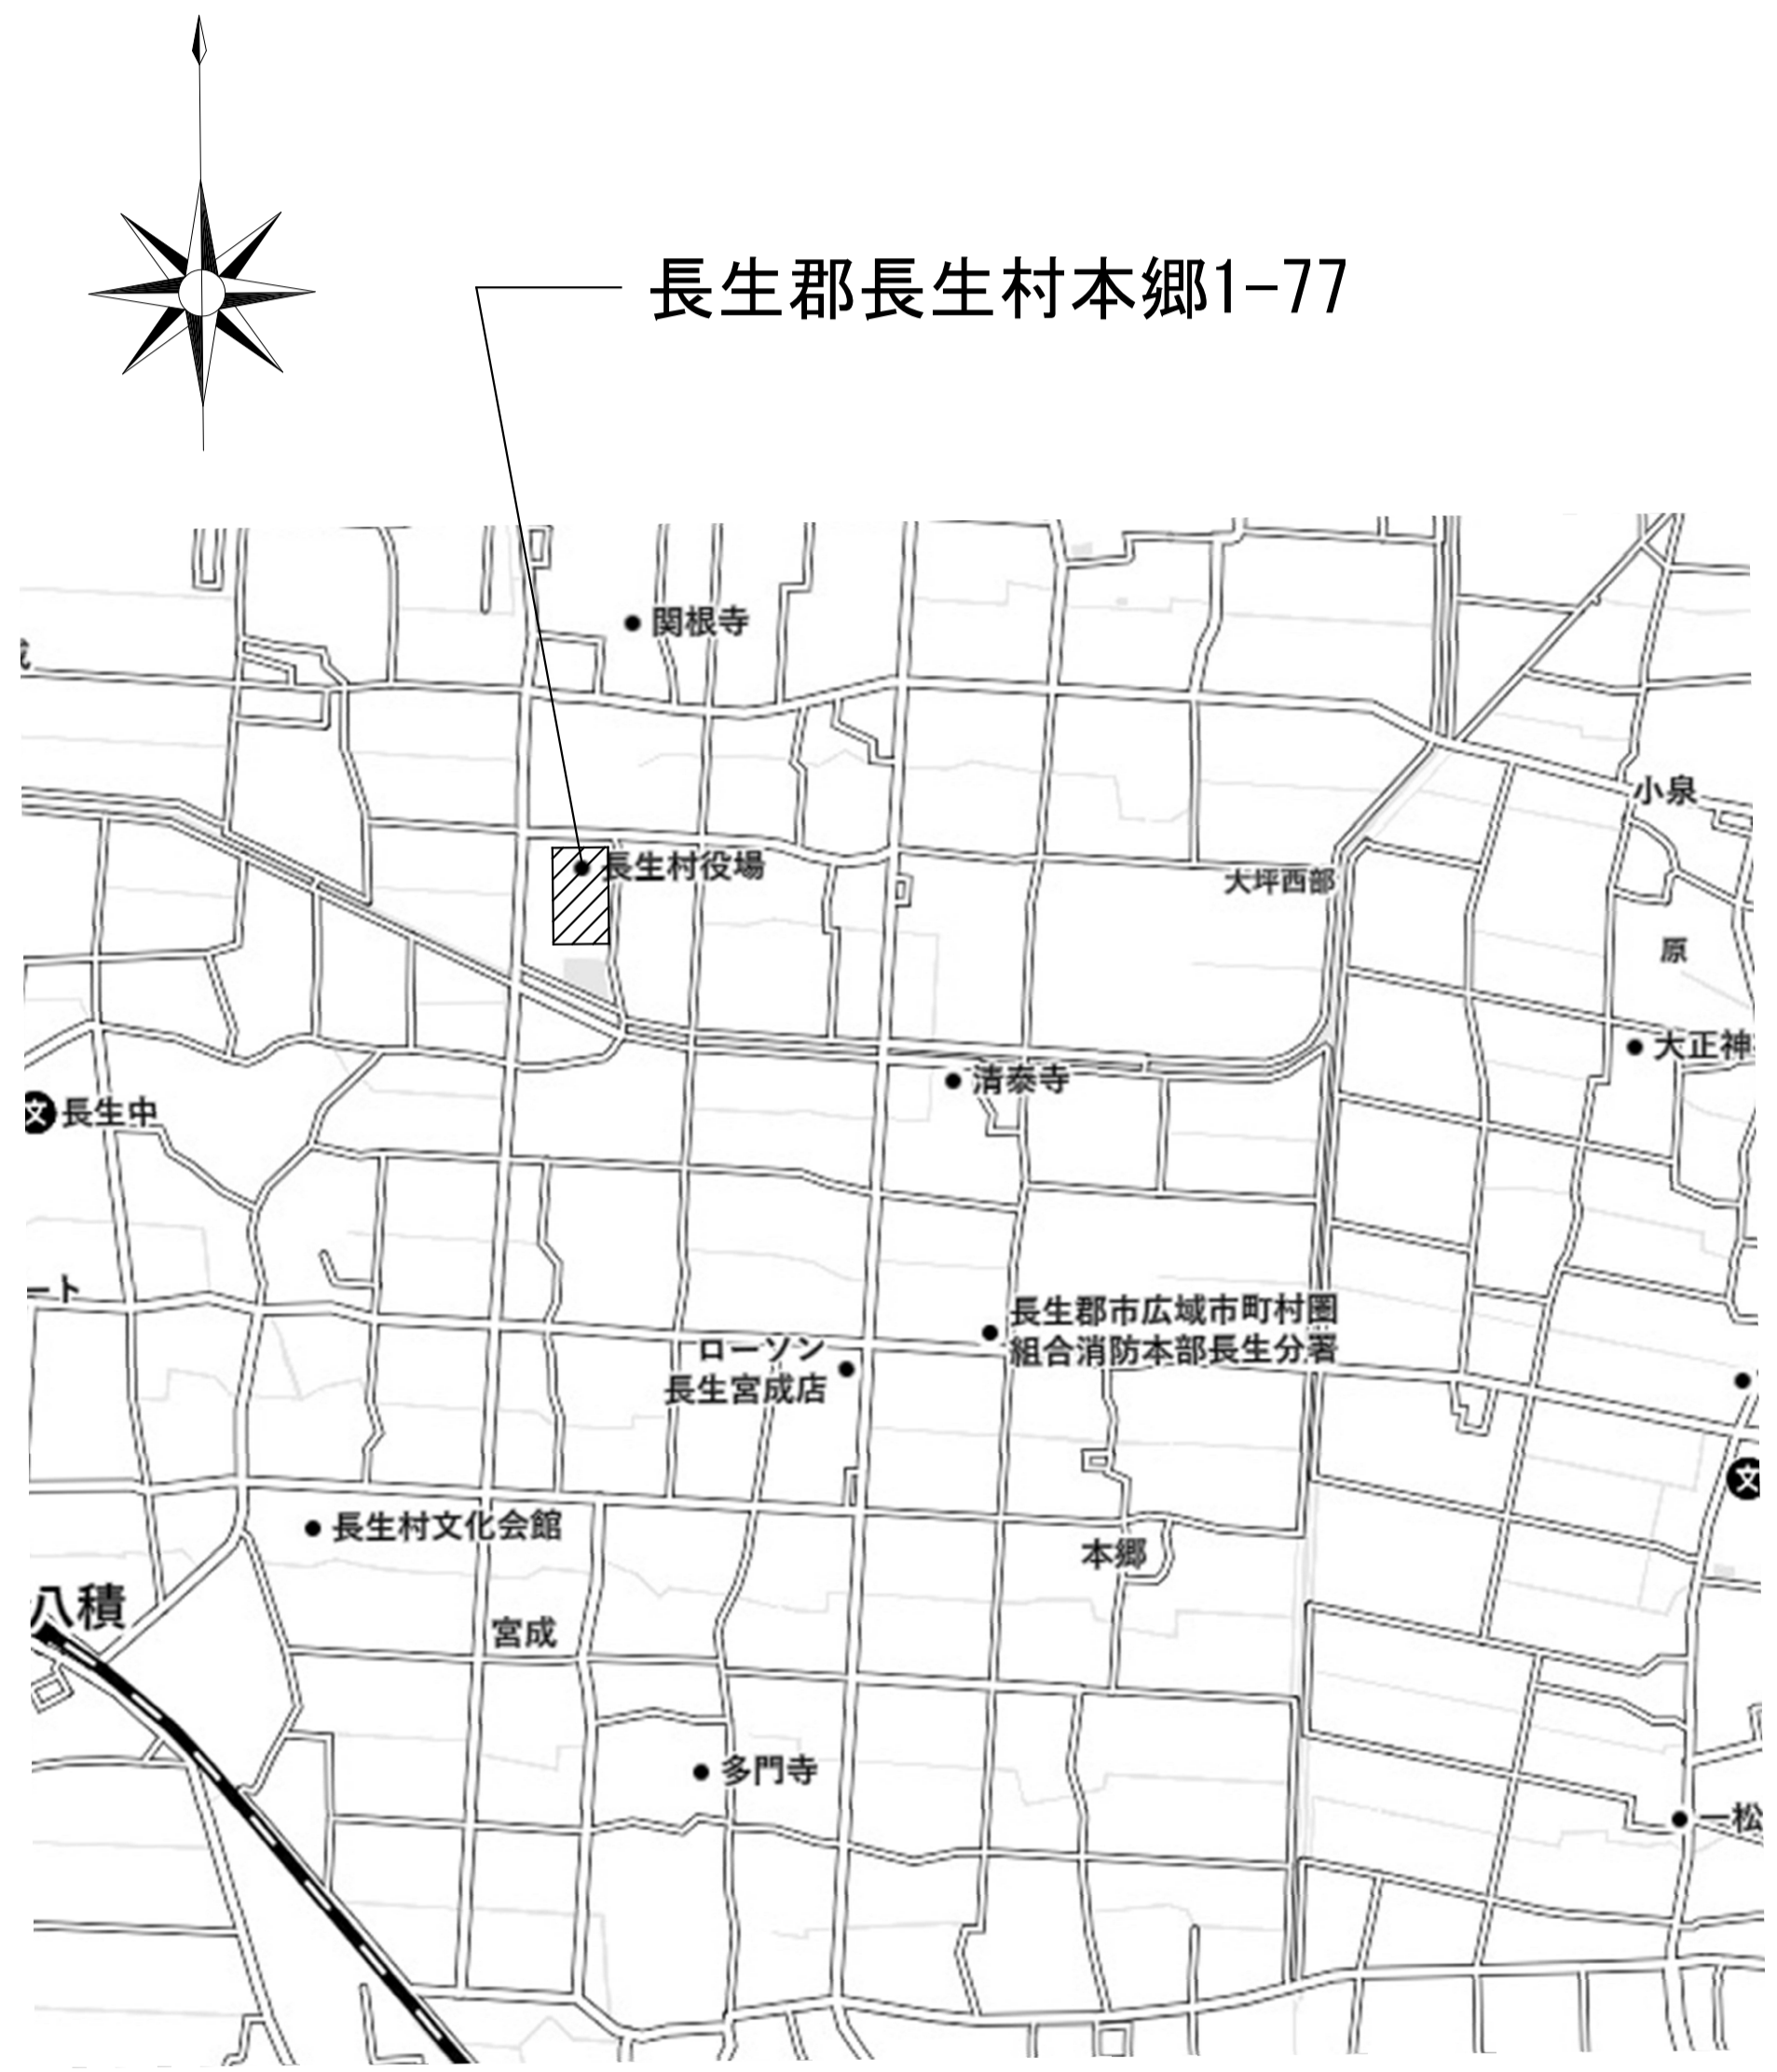 長生郡長生村本郷1-77
関根寺
小泉
長生村役場
大坪西部
原
大正神
清泰寺
文 長生中
ート
長生郡市広域市町村圏
組合消防本部長生分署
ローソン
長生宮成店
文
長生村文化会館
本郷
八積
宮成
多門寺
一松